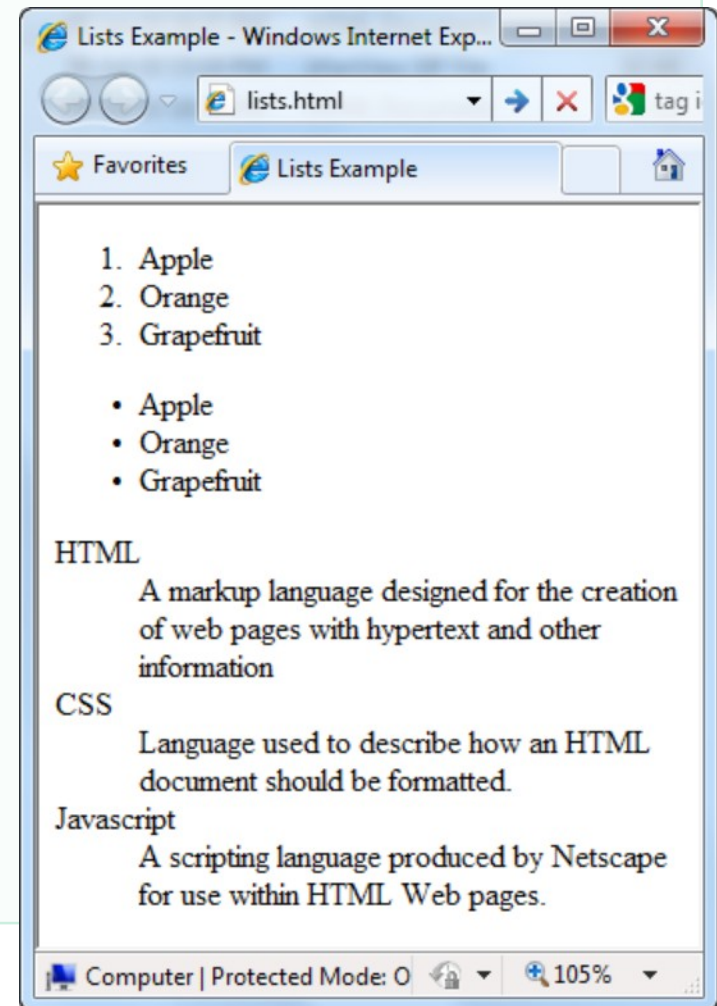 Lists Example - Windows Internet Exp...
lists.html
tag i
Favorites
Lists Example
1. Apple
2. Orange
3. Grapefruit
• Apple
• Orange
• Grapefruit
HTML
A markup language designed for the creation
of web pages with hypertext and other
information
CSS
Language used to describe how an HTML
document should be formatted.
Javascript
A scripting language produced by Netscape
for use within HTML Web pages.
Computer | Protected Mode: O
105%